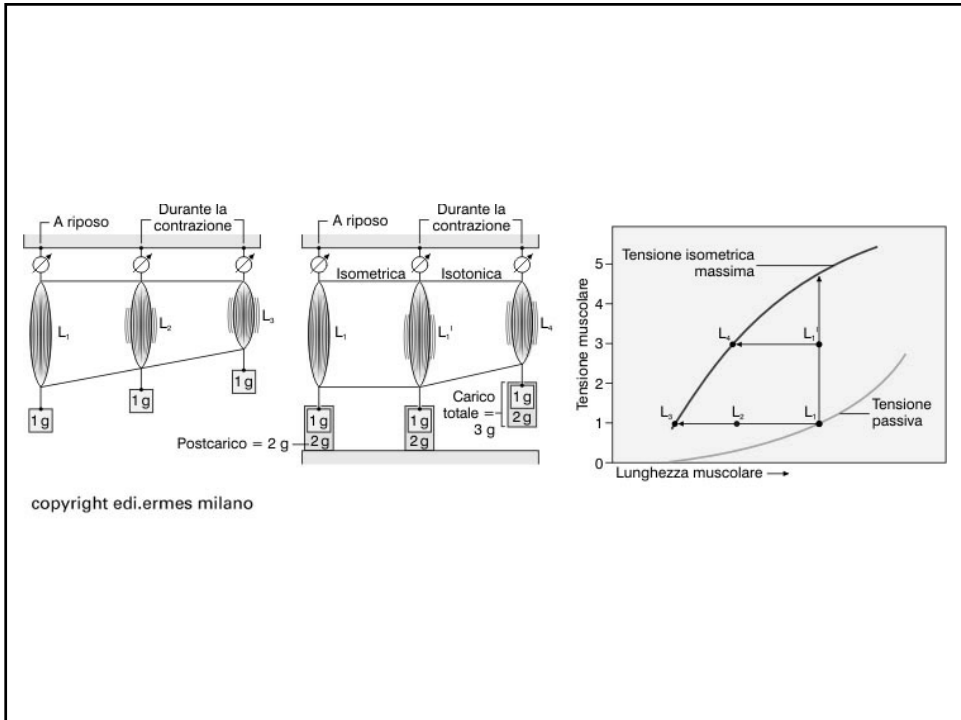 A riposo
Durante la
contrazione
L₁
L₂
L₃
1 g
1 g
1 g
A riposo
Durante la
contrazione
Isometrica
Isotonica
L₁
L₁'
L₄
1 g
2 g
1 g
2 g
1 g
2 g
Postcarico = 2 g
Carico
totale =
3 g
Tensione muscolare
5
4
3
2
1
0
Tensione isometrica
massima
L₄
L₁'
L₃
L₂
L₁
Tensione
passiva
Lunghezza muscolare
copyright edi.ermes milano